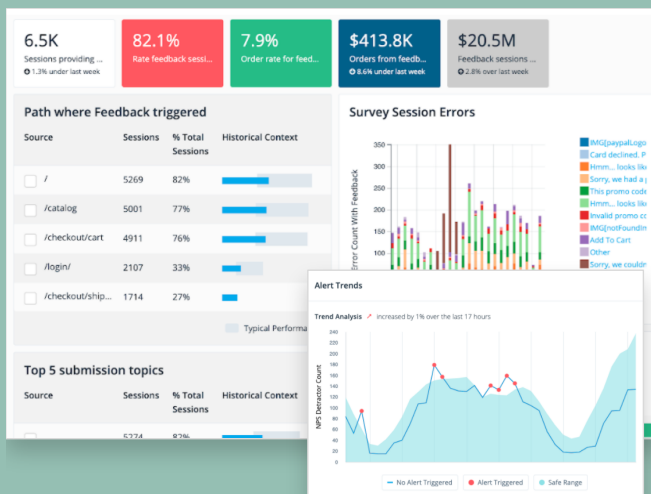 6.5K
Sessions providing ...
1.3% under last week
82.1%
Rate feedback sessi...
7.9%
Order rate for feed...
$413.8K
Orders from feedb...
8.6% under last week
$20.5M
Feedback sessions ...
2.8% over last week
Path where Feedback triggered
Source Sessions % Total Sessions Historical Context
/ 5269 82%
/catalog 5001 77%
/checkout/cart 4911 76%
/login/ 2107 33%
/checkout/ship... 1714 27%
Typical Performa
Top 5 submission topics
Source Sessions % Total Sessions Historical Context
5274 82%
Survey Session Errors
Error Count With Feedback
350
300
250
200
150
100
IMG[paypalLogo
Card declined. P
Hmm... looks lik
Sorry, we had a
This promo code
Hmm... looks lik
Invalid promo co
IMG[notFoundIn
Add To Cart
Other
Sorry, we couldn
Alert Trends
Trend Analysis increased by 1% over the last 17 hours
NPS Detractor Count
240
220
200
180
160
140
120
100
80
60
40
20
0
No Alert Triggered
Alert Triggered
Safe Range